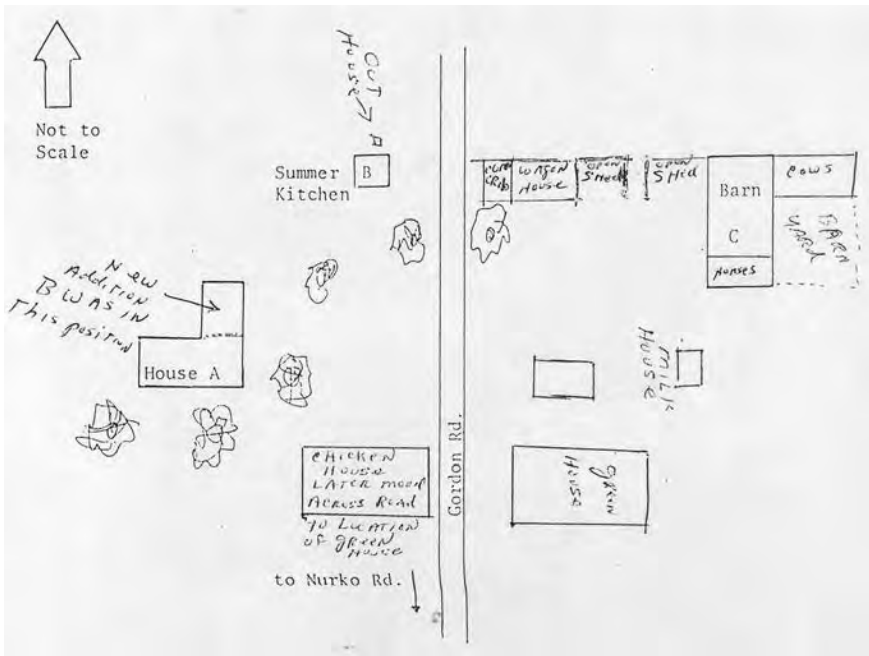 Not to
Scale
OUT
House
Summer
Kitchen
B
CORN
CRIB
WAGON
HOUSE
OPEN
SHED
OPEN
SHED
Barn
C
HORSES
COWS
BARN
YARD
New
Addition
B WAS IN
This position
House A
MILK
HOUSE
Gordon Rd.
CHICKEN
HOUSE
LATER moved
ACROSS ROAD
TO LOCATION
OF green
HOUSE
green
HOUSE
to Nurko Rd.